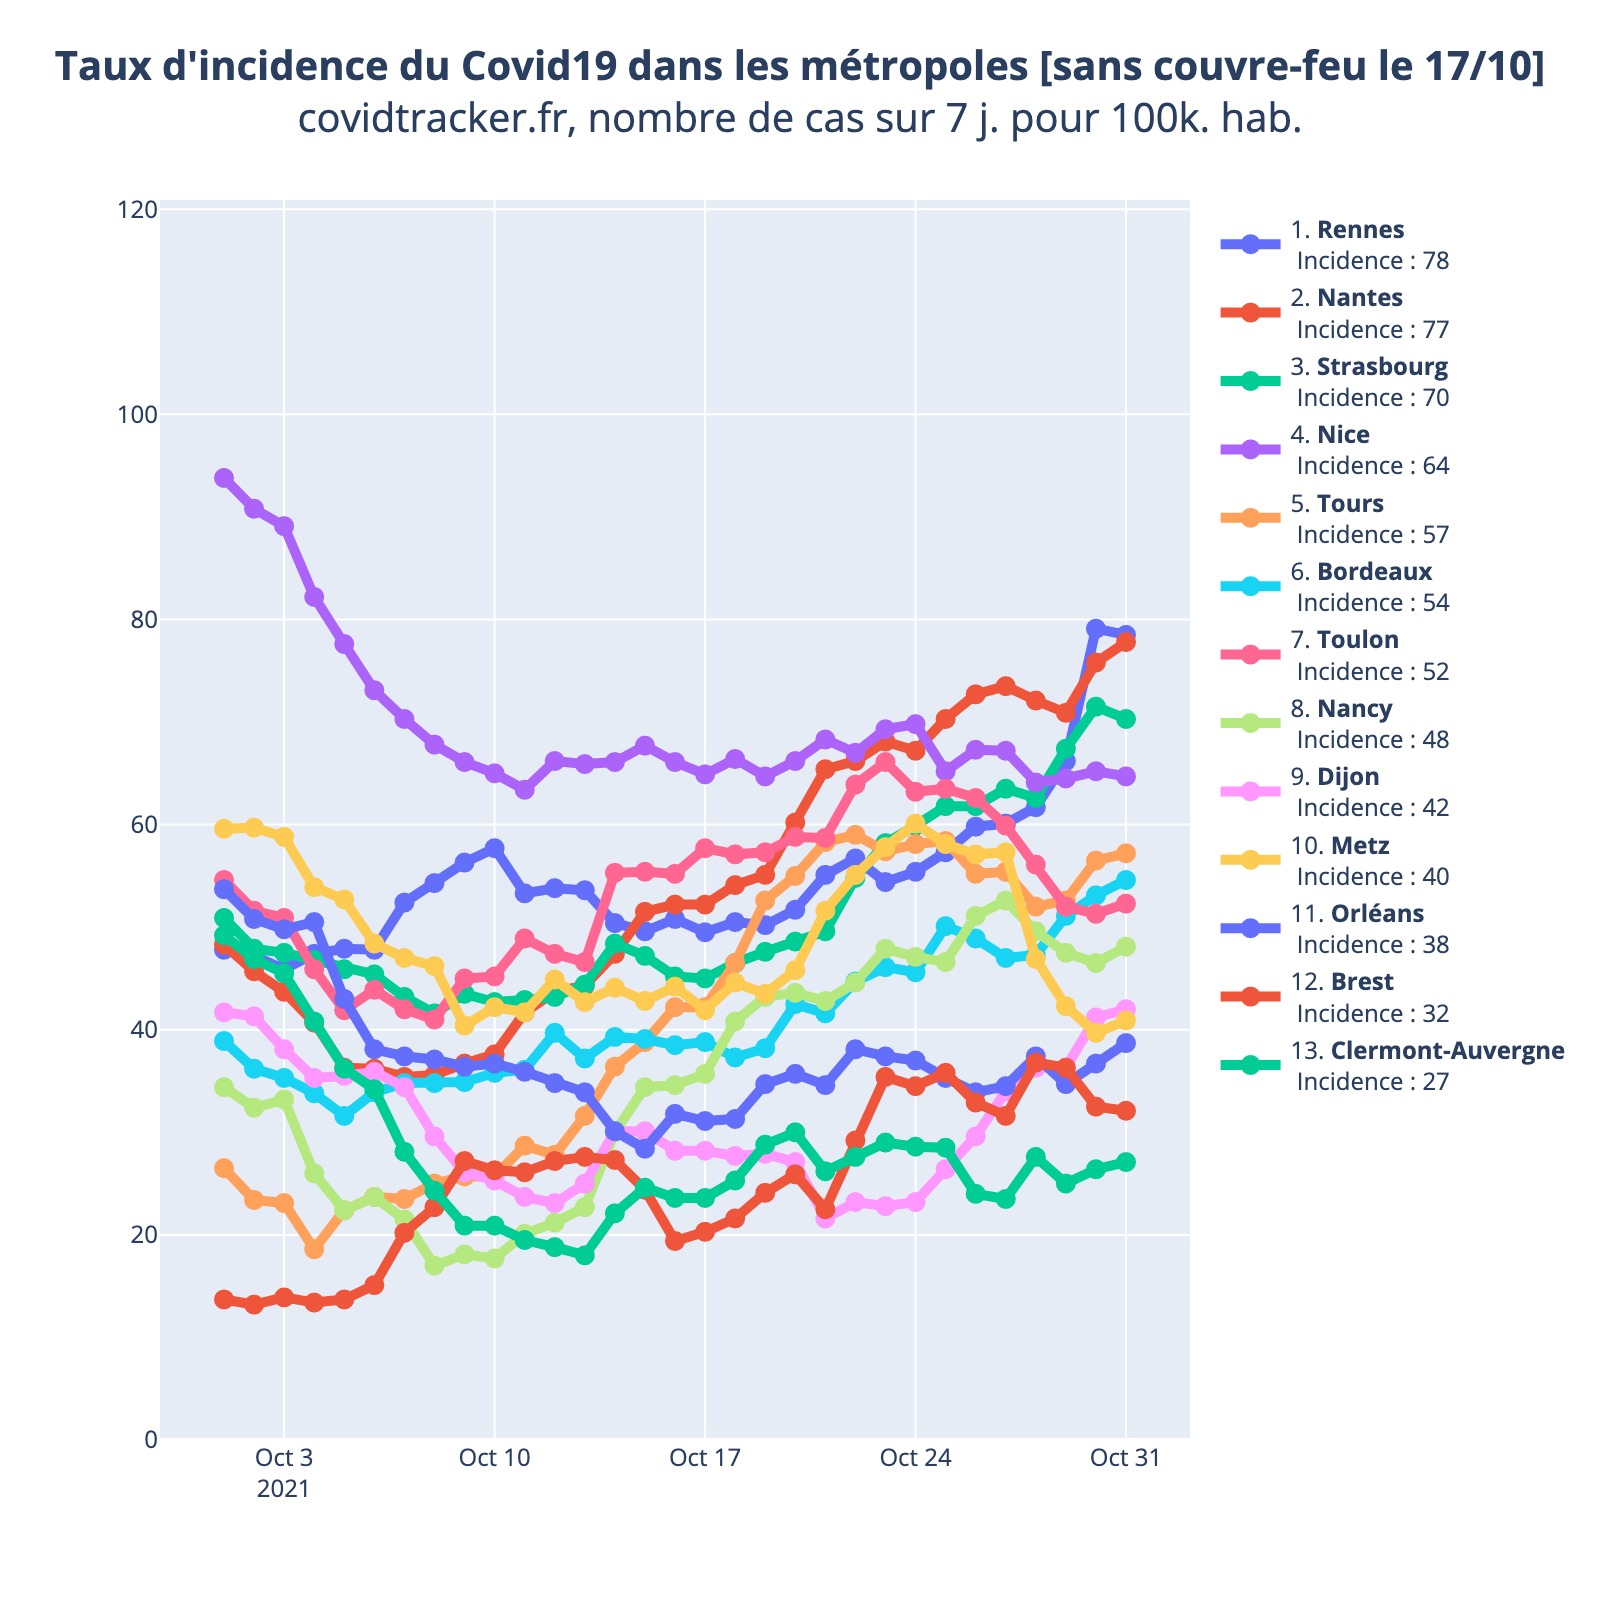 Taux d'incidence du Covid19 dans les métropoles [sans couvre-feu le 17/10]
covidtracker.fr, nombre de cas sur 7 j. pour 100k. hab.
120
100
80
60
40
20
0
Oct 3
2021
Oct 10
Oct 17
Oct 24
Oct 31
1. Rennes
Incidence : 78
2. Nantes
Incidence : 77
3. Strasbourg
Incidence : 70
4. Nice
Incidence : 64
5. Tours
Incidence : 57
6. Bordeaux
Incidence : 54
7. Toulon
Incidence : 52
8. Nancy
Incidence : 48
9. Dijon
Incidence : 42
10. Metz
Incidence : 40
11. Orléans
Incidence : 38
12. Brest
Incidence : 32
13. Clermont-Auvergne
Incidence : 27